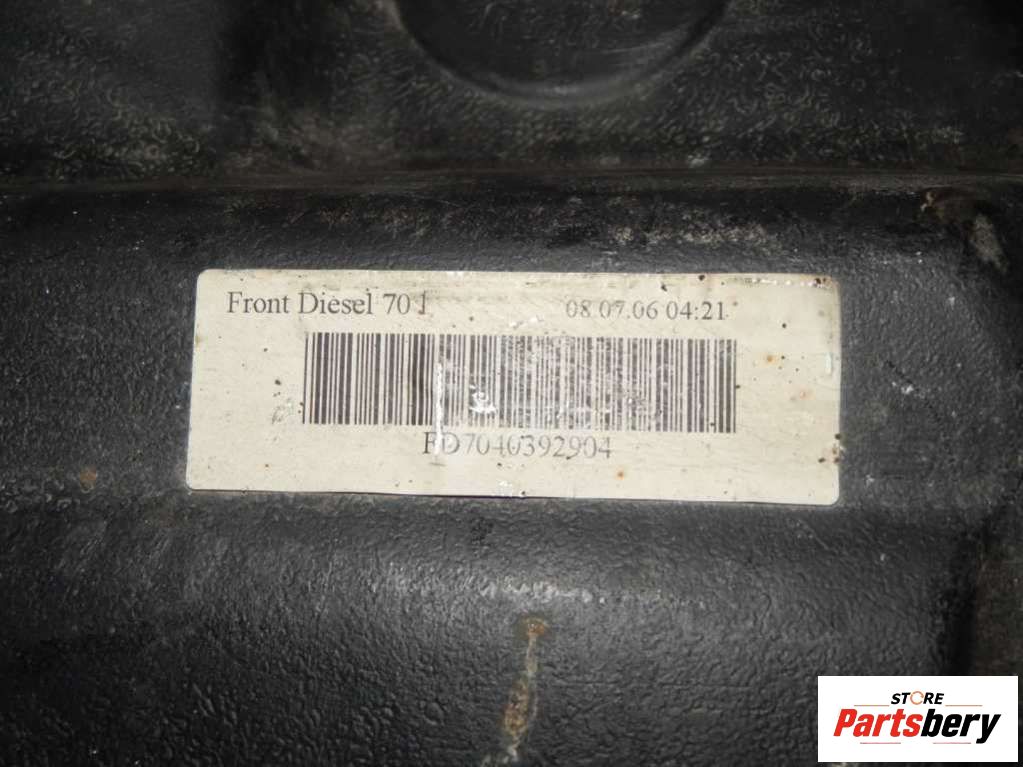 Front Diesel 70 l
08.07.06 04:21
FD7040392904
STORE
Partsbery